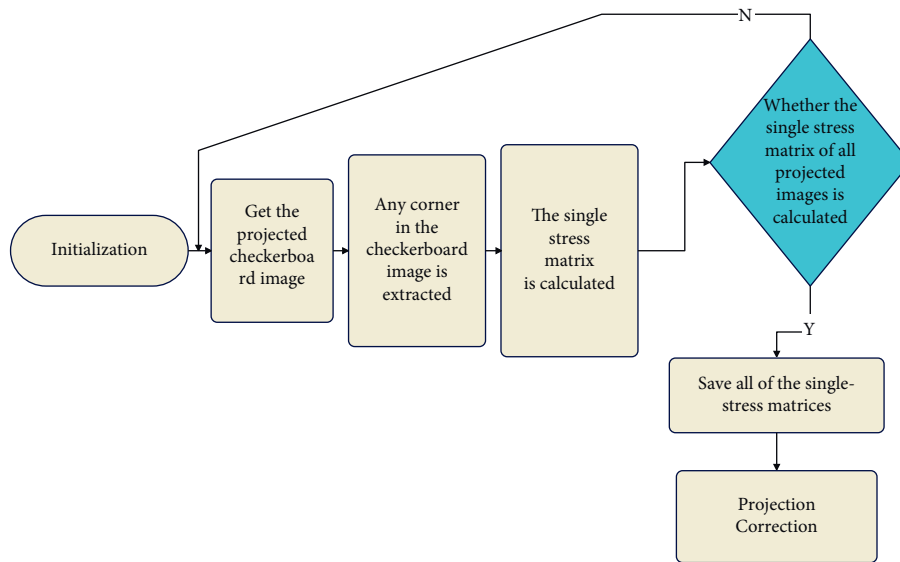 N
Whether the
single stress
matrix of all
projected
images is
calculated
Initialization
Get the
projected
checkerboa
rd image
Any corner
in the
checkerboard
image is
extracted
The single
stress
matrix
is calculated
Y
Save all of the single-
stress matrices
Projection
Correction